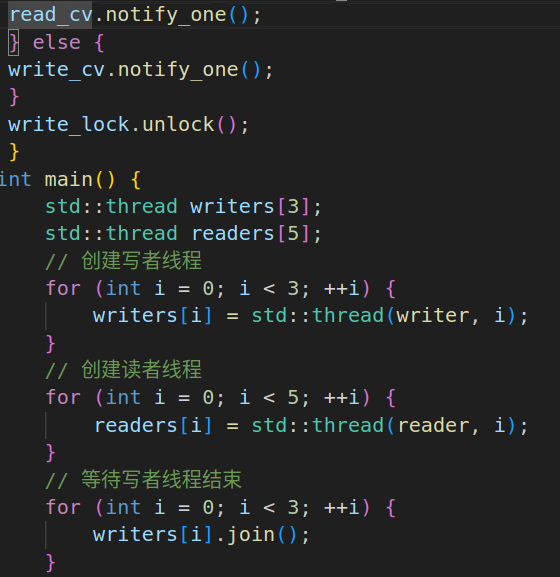 read_cv.notify_one();
} else {
write_cv.notify_one();
}
write_lock.unlock();
}
int main() {
std::thread writers[3];
std::thread readers[5];
// 创建写者线程
for (int i = 0; i < 3; ++i) {
writers[i] = std::thread(writer, i);
}
// 创建读者线程
for (int i = 0; i < 5; ++i) {
readers[i] = std::thread(reader, i);
}
// 等待写者线程结束
for (int i = 0; i < 3; ++i) {
writers[i].join();
}